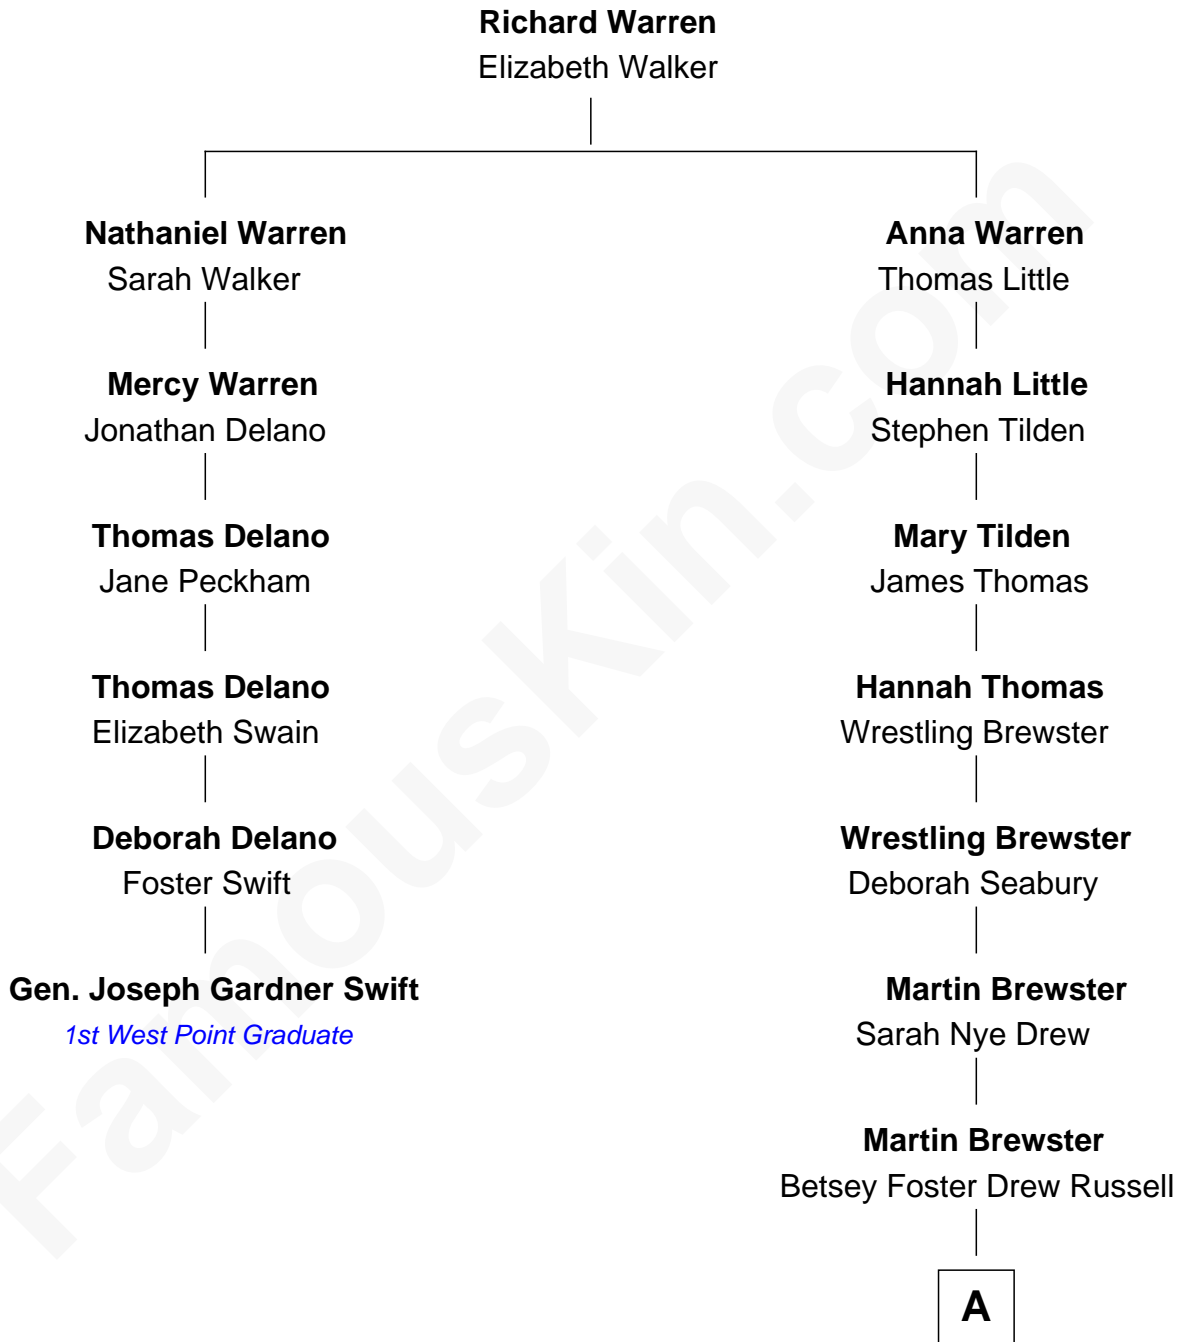 Richard Warren
Elizabeth Walker
Nathaniel Warren
Sarah Walker
Anna Warren
Thomas Little
Mercy Warren
Jonathan Delano
Hannah Little
Stephen Tilden
Thomas Delano
Jane Peckham
Mary Tilden
James Thomas
Thomas Delano
Elizabeth Swain
Hannah Thomas
Wrestling Brewster
Deborah Delano
Foster Swift
Wrestling Brewster
Deborah Seabury
Gen. Joseph Gardner Swift
1st West Point Graduate
Martin Brewster
Sarah Nye Drew
Martin Brewster
Betsey Foster Drew Russell
A
FamousKin.com